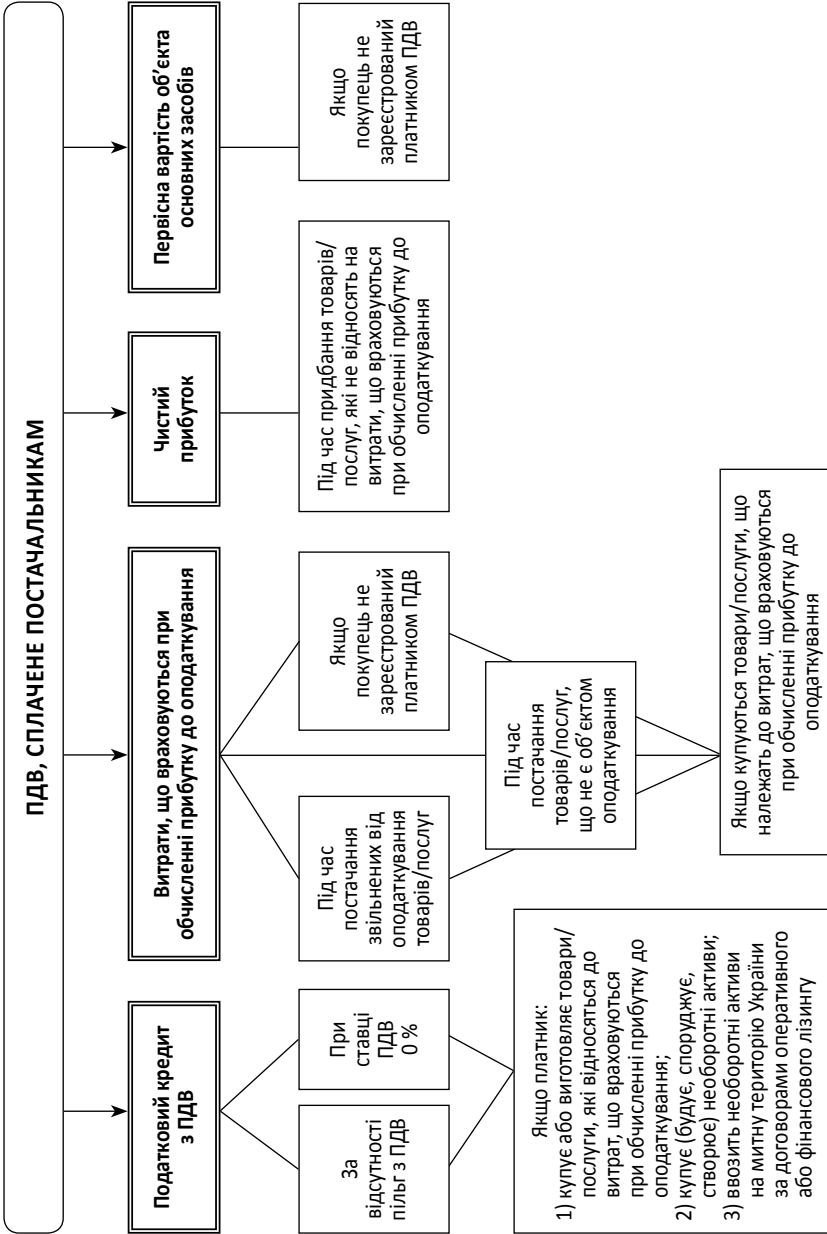 ПДВ, СПЛАЧЕНЕ ПОСТАЧАЛЬНИКАМ
Податковий кредит
з ПДВ
Витрати, що враховуються при
обчисленні прибутку до оподаткування
Чистий
прибуток
Первісна вартість об’єкта
основних засобів
За
відсутності
пільг з ПДВ
При
ставці
ПДВ
0 %
Під час
постачання
звільнених від
оподаткування
товарів/послуг
Якщо
покупець не
зареєстрований
платником ПДВ
Під час придбання товарів/
послуг, які не відносять на
витрати, що враховуються
при обчисленні прибутку до
оподаткування
Якщо
покупець не
зареєстрований
платником ПДВ
Під час
постачання
товарів/послуг,
що не є об’єктом
оподаткування
Якщо платник:
1) купує або виготовляє товари/
послуги, які відносяться до
витрат, що враховуються
при обчисленні прибутку до
оподаткування;
2) купує (будує, споруджує,
створює) необоротні активи;
3) ввозить необоротні активи
на митну територію України
за договорами оперативного
або фінансового лізингу
Якщо купуються товари/послуги, що
належать до витрат, що враховуються
при обчисленні прибутку до
оподаткування